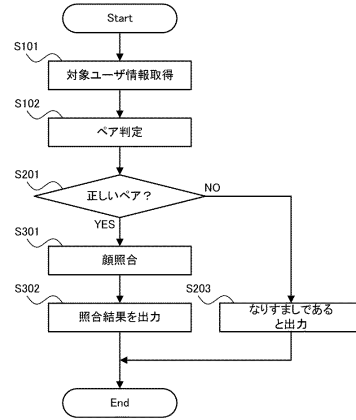 Start
S101
対象ユーザ情報取得
S102
ペア判定
S201
正しいペア？
NO
YES
S301
顔照合
S302
照合結果を出力
S203
なりすましである
と出力
End